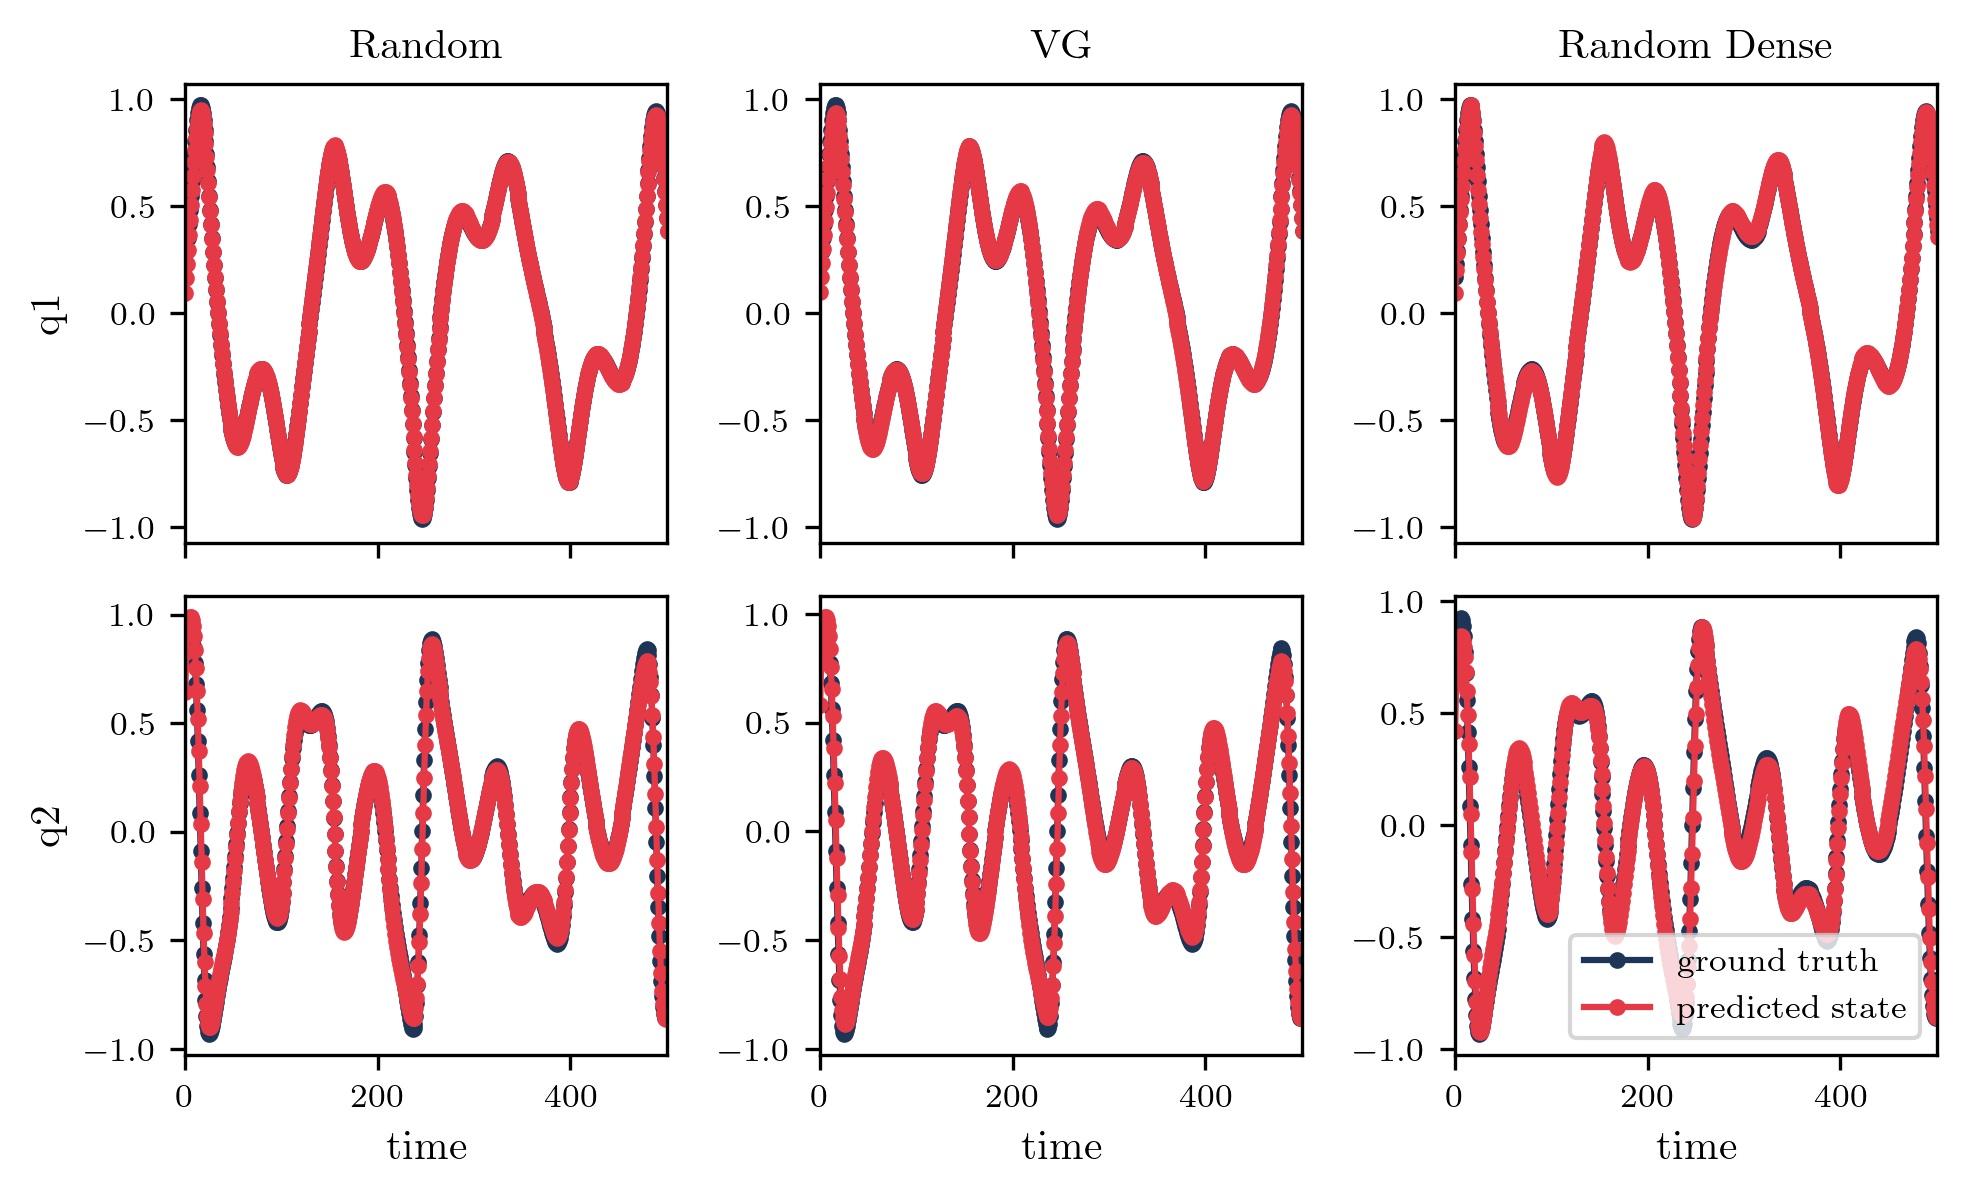 Random VG Random Dense
1.0 1.0 1.0
0.5 0.5 0.5
q1 0.0 0.0 0.0
−0.5 −0.5 −0.5
−1.0 −1.0 −1.0
1.0 1.0 1.0
0.5 0.5 0.5
q2 0.0 0.0 0.0
−0.5 −0.5 −0.5
ground truth
predicted state
−1.0 −1.0 −1.0
0 200 400 0 200 400 0 200 400
time time time